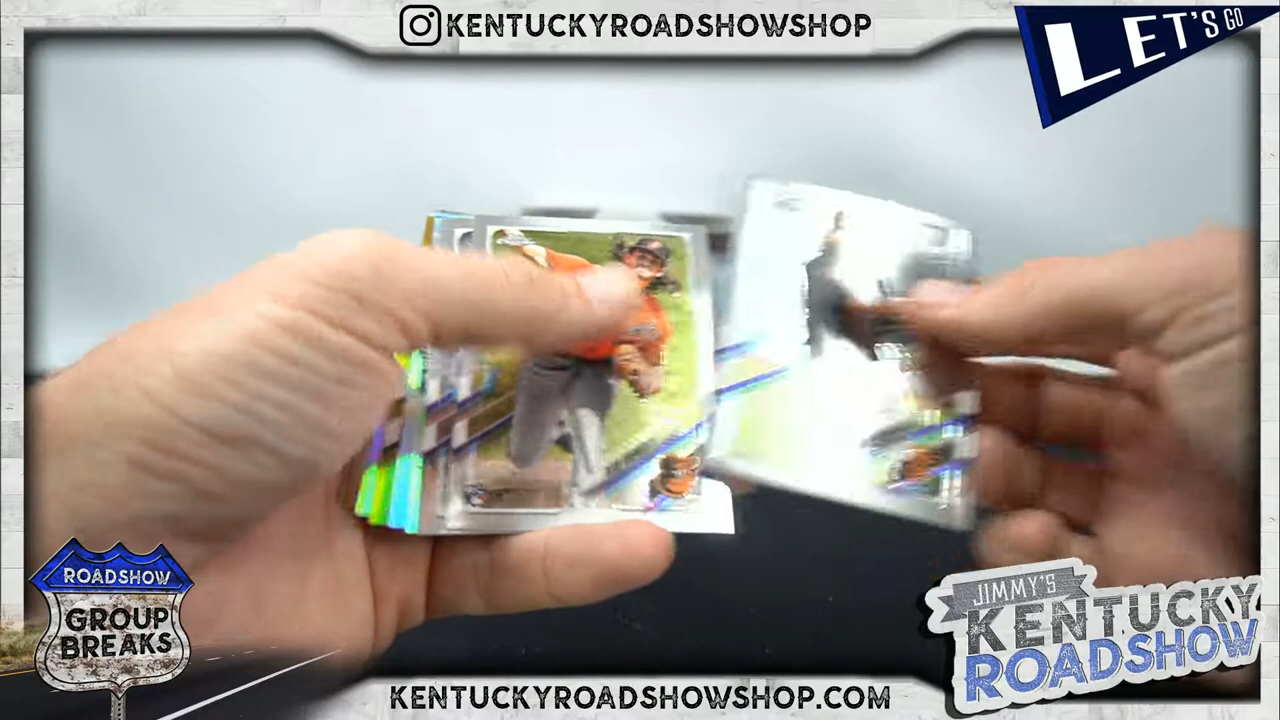 KENTUCKYROADSHOWSHOP
LET'S GO
ROADSHOW
GROUP
BREAKS
JIMMY'S
KENTUCKY
ROADSHOW
KENTUCKYROADSHOWSHOP.COM